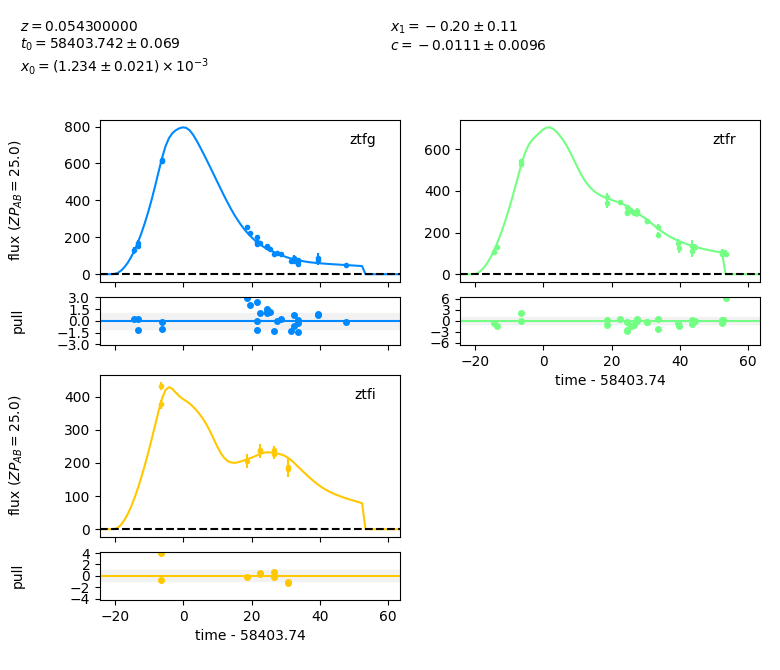 z = 0.054300000
t₀ = 58403.742 ± 0.069
x₀ = (1.234 ± 0.021) × 10⁻³
x₁ = −0.20 ± 0.11
c = −0.0111 ± 0.0096
ztfg
flux (ZP_AB = 25.0)
800
600
400
200
0
ztfr
600
400
200
0
pull
3.0
1.5
0.0
−1.5
−3.0
6
3
0
−3
−6
−20
0
20
40
60
time - 58403.74
ztfi
flux (ZP_AB = 25.0)
400
300
200
100
0
pull
4
2
0
−2
−4
−20
0
20
40
60
time - 58403.74